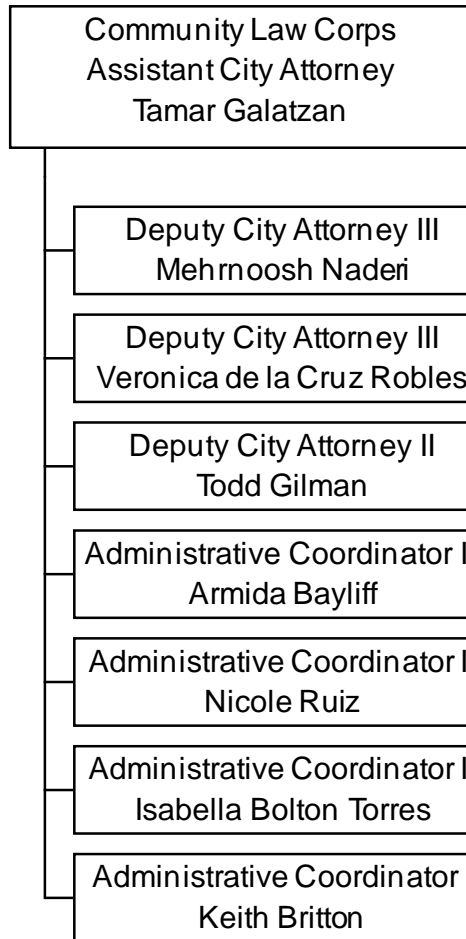 Community Law Corps
Assistant City Attorney
Tamar Galatzan
Deputy City Attorney III
Mehrnoosh Naderi
Deputy City Attorney III
Veronica de la Cruz Robles
Deputy City Attorney II
Todd Gilman
Administrative Coordinator
Armida Bayliff
Administrative Coordinator
Nicole Ruiz
Administrative Coordinator
Isabella Bolton Torres
Administrative Coordinator
Keith Britton